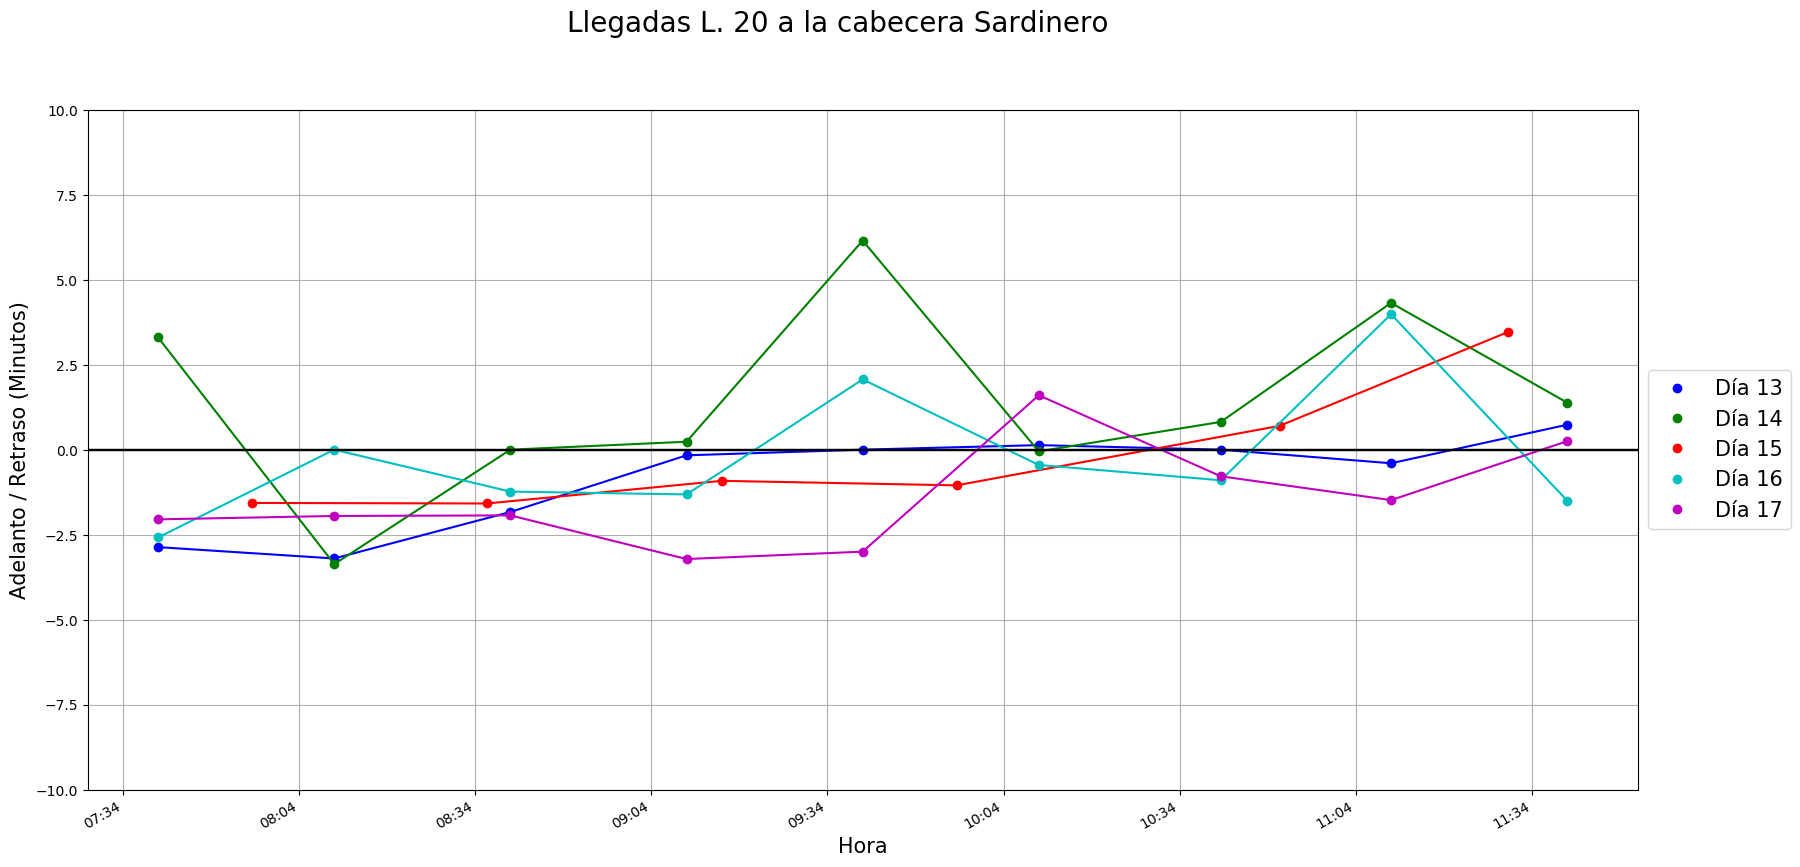 Llegadas L. 20 a la cabecera Sardinero
Adelanto / Retraso (Minutos)
10.0
7.5
5.0
2.5
0.0
−2.5
−5.0
−7.5
−10.0
07:34 08:04 08:34 09:04 09:34 10:04 10:34 11:04 11:34
Hora
Día 13
Día 14
Día 15
Día 16
Día 17